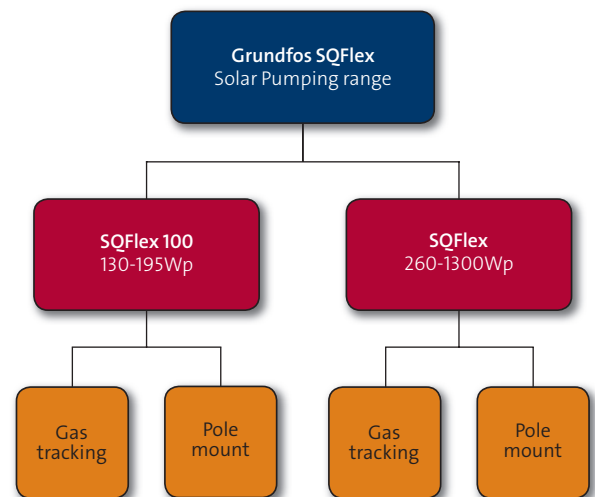 Grundfos SQFlex
Solar Pumping range
SQFlex 100
130-195Wp
SQFlex
260-1300Wp
Gas
tracking
Pole
mount
Gas
tracking
Pole
mount